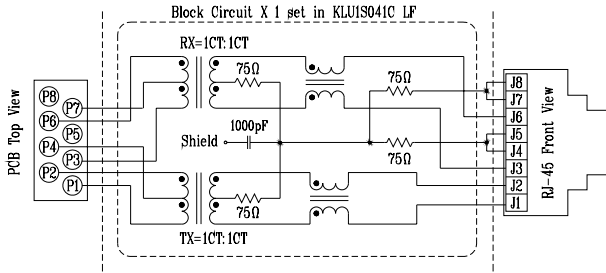 Block Circuit X 1 set in KLU1S041C LF
RX=1CT:1CT
75Ω
75Ω
1000pF
Shield
75Ω
75Ω
TX=1CT:1CT
PCB Top View
P8
P7
P6
P5
P4
P3
P2
P1
J8
J7
J6
J5
J4
J3
J2
J1
RJ-45 Front View